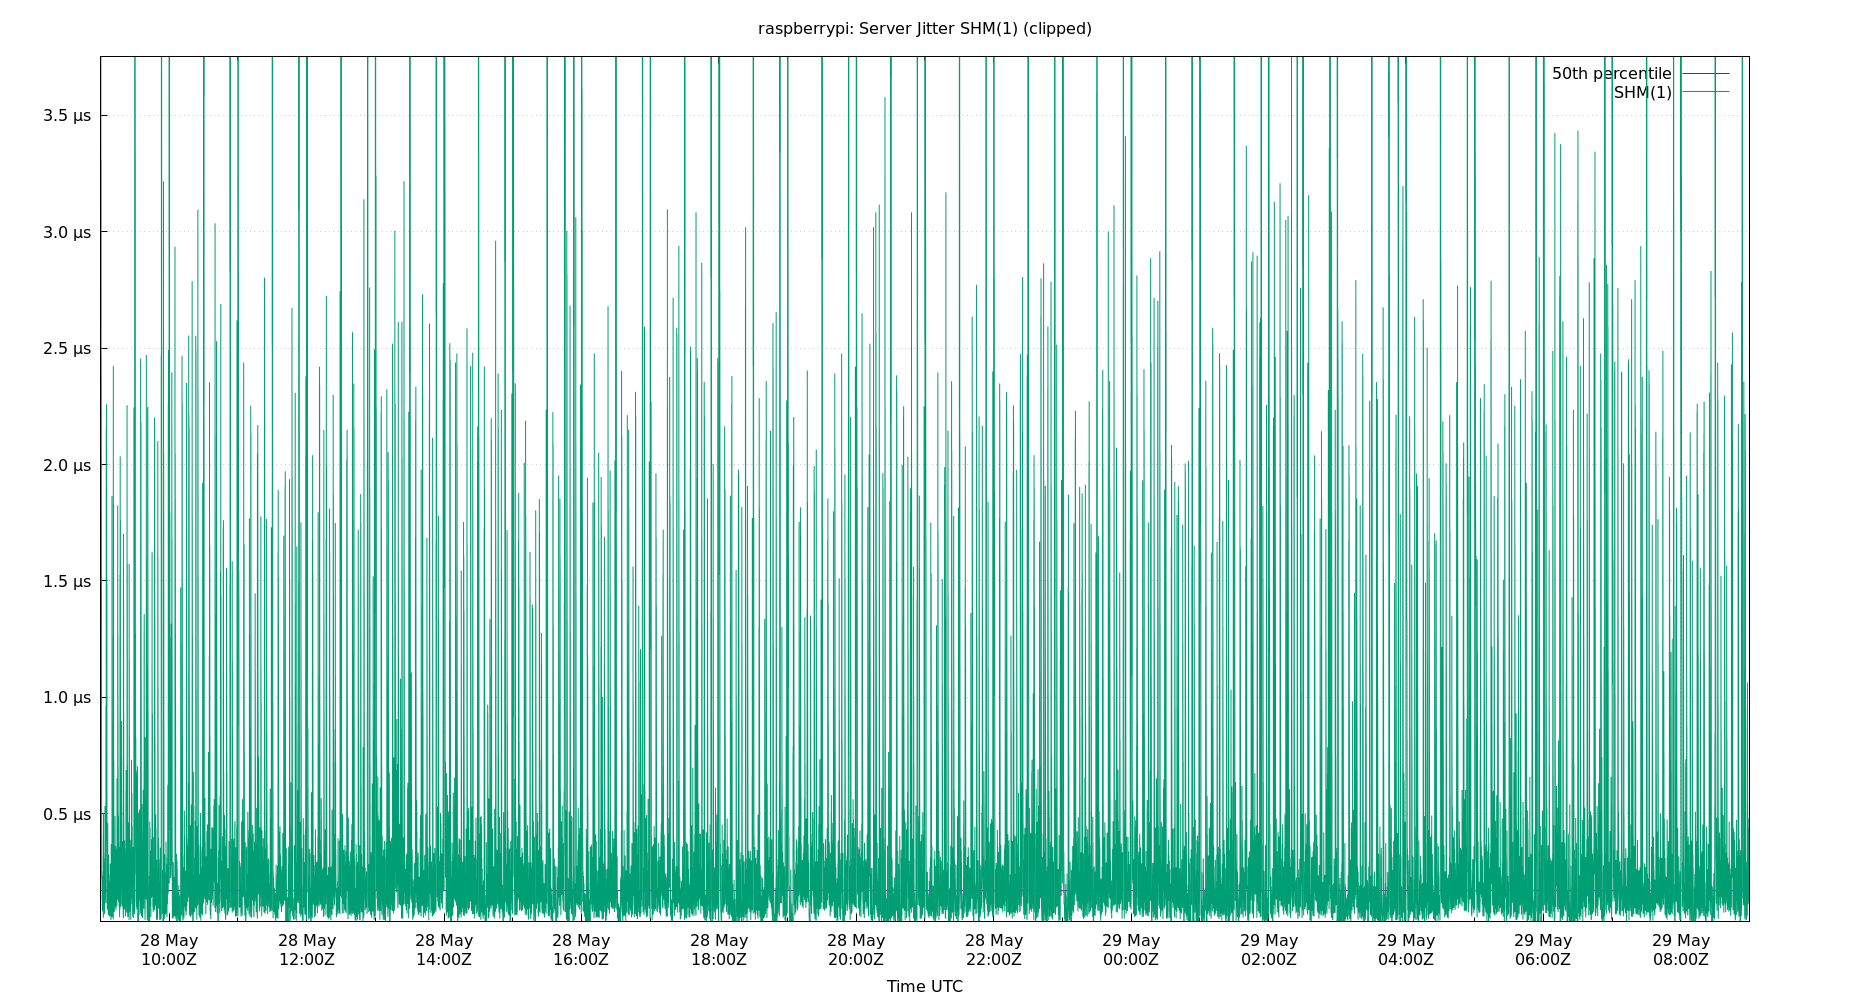 raspberrypi: Server Jitter SHM(1) (clipped)
50th percentile
SHM(1)
3.5 µs
3.0 µs
2.5 µs
2.0 µs
1.5 µs
1.0 µs
0.5 µs
28 May 28 May 28 May 28 May 28 May 28 May 28 May 29 May 29 May 29 May 29 May 29 May
10:00Z 12:00Z 14:00Z 16:00Z 18:00Z 20:00Z 22:00Z 00:00Z 02:00Z 04:00Z 06:00Z 08:00Z
Time UTC